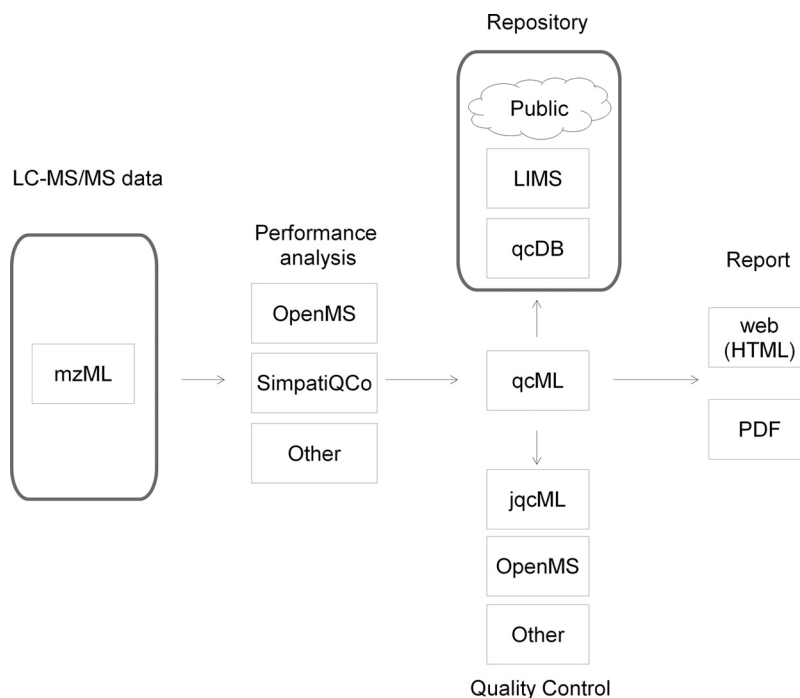 Repository
Public
LIMS
qcDB
LC-MS/MS data
mzML
Performance
analysis
OpenMS
SimpatiQCo
Other
qcML
Report
web
(HTML)
PDF
jqcML
OpenMS
Other
Quality Control